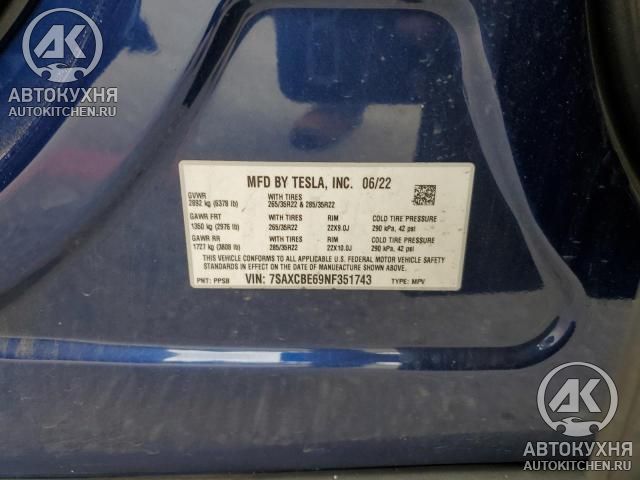 AK
АВТОКУХНЯ
AUTOKITCHEN.RU
MFD BY TESLA, INC. 06/22
GVWR WITH TIRES
2892 kg (6378 lb) 265/35R22 & 285/35R22
GAWR FRT WITH TIRES RIM COLD TIRE PRESSURE
1350 kg (2976 lb) 265/35R22 22X9.0J 290 kPa, 42 psi
GAWR RR WITH TIRES RIM COLD TIRE PRESSURE
1727 kg (3808 lb) 285/35R22 22X10.0J 290 kPa, 42 psi
THIS VEHICLE CONFORMS TO ALL APPLICABLE U.S. FEDERAL MOTOR VEHICLE SAFETY
STANDARDS IN EFFECT ON THE DATE OF MANUFACTURE SHOWN ABOVE.
PNT: PPSB VIN: 7SAXCBE69NF351743 TYPE: MPV
AK
АВТОКУХНЯ
AUTOKITCHEN.RU